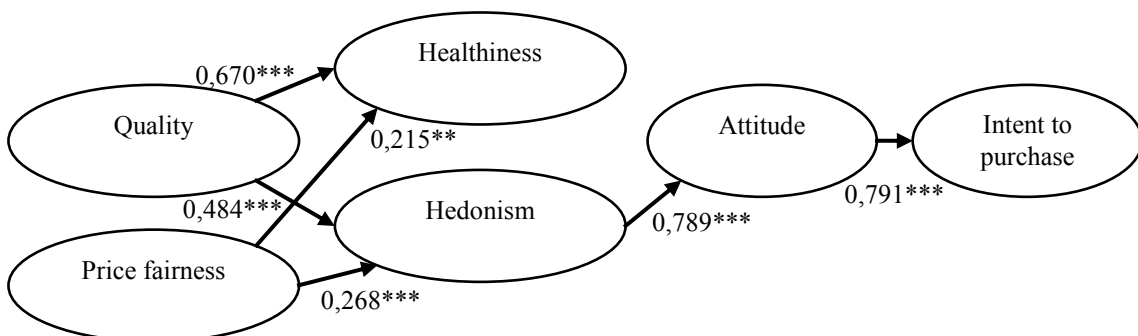 Healthiness
0,670***
Quality
0,215**
Attitude
Intent to
purchase
0,484***
Hedonism
0,789***
0,791***
Price fairness
0,268***